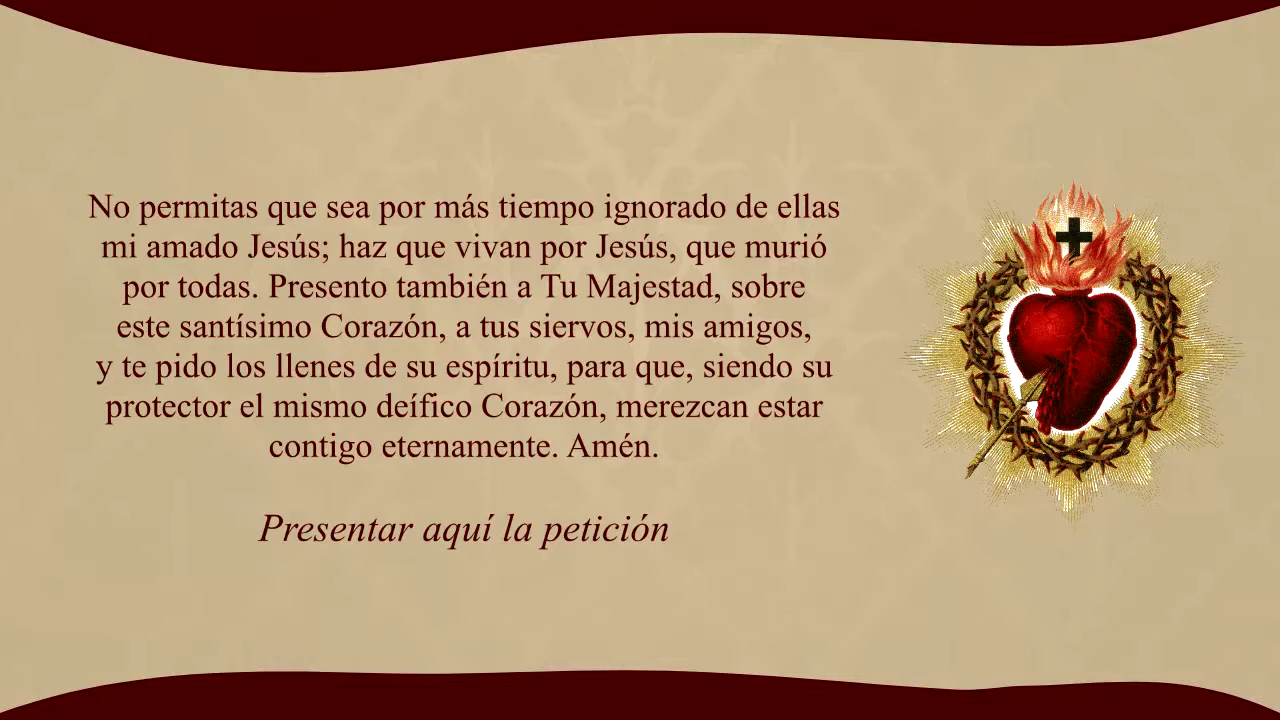 No permitas que sea por más tiempo ignorado de ellas
mi amado Jesús; haz que vivan por Jesús, que murió
por todas. Presento también a Tu Majestad, sobre
este santísimo Corazón, a tus siervos, mis amigos,
y te pido los llenes de su espíritu, para que, siendo su
protector el mismo deífico Corazón, merezcan estar
contigo eternamente. Amén.
Presentar aquí la petición